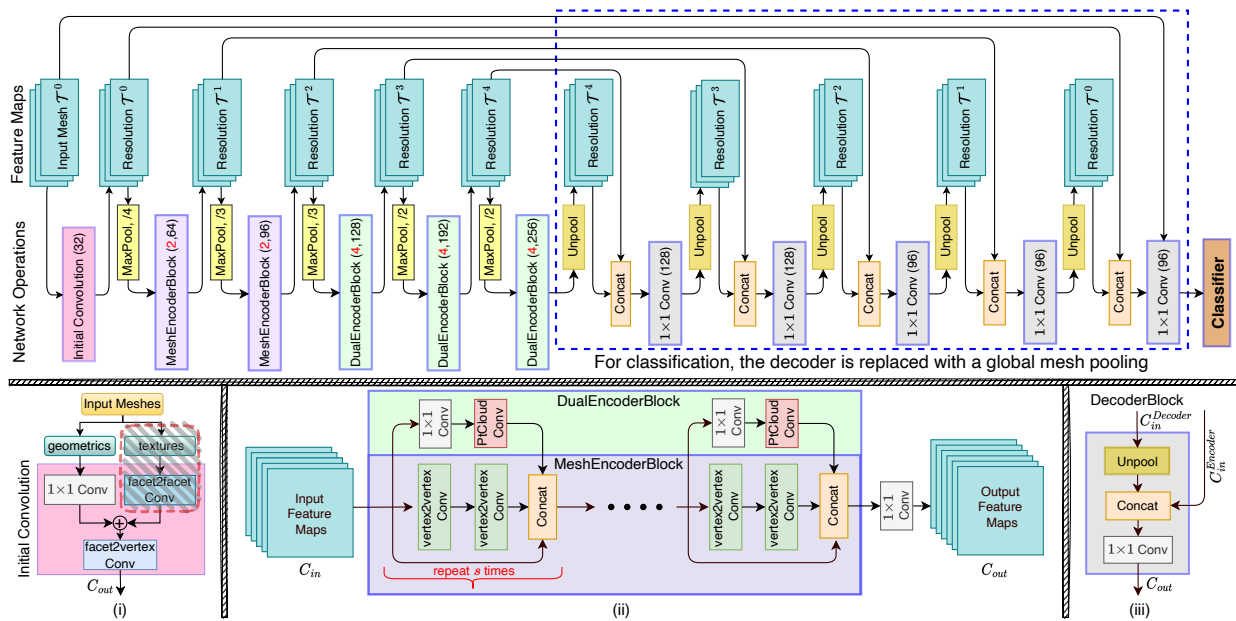 Feature Maps
Input Mesh 𝒯⁰
Resolution 𝒯⁰
Resolution 𝒯¹
Resolution 𝒯²
Resolution 𝒯³
Resolution 𝒯⁴
Resolution 𝒯⁴
Resolution 𝒯³
Resolution 𝒯²
Resolution 𝒯¹
Resolution 𝒯⁰
Network Operations
Initial Convolution (32)
MaxPool, /4
MeshEncoderBlock (2,64)
MaxPool, /3
MeshEncoderBlock (2,96)
MaxPool, /3
DualEncoderBlock (4,128)
MaxPool, /2
DualEncoderBlock (4,192)
MaxPool, /2
DualEncoderBlock (4,256)
Unpool
Concat
1×1 Conv (128)
Unpool
Concat
1×1 Conv (128)
Unpool
Concat
1×1 Conv (96)
Unpool
Concat
1×1 Conv (96)
Unpool
Concat
1×1 Conv (96)
Classifier
For classification, the decoder is replaced with a global mesh pooling
Initial Convolution
Input Meshes
geometrics
textures
1×1 Conv
facet2facet
Conv
facet2vertex
Conv
C_out
(i)
DualEncoderBlock
MeshEncoderBlock
Input
Feature
Maps
C_in
1×1
Conv
PtCloud
Conv
vertex2vertex
Conv
vertex2vertex
Conv
Concat
repeat s times
1×1
Conv
PtCloud
Conv
vertex2vertex
Conv
vertex2vertex
Conv
Concat
1×1
Conv
Output
Feature
Maps
C_out
(ii)
DecoderBlock
C_in^Decoder
C_in^Encoder
Unpool
Concat
1×1 Conv
C_out
(iii)